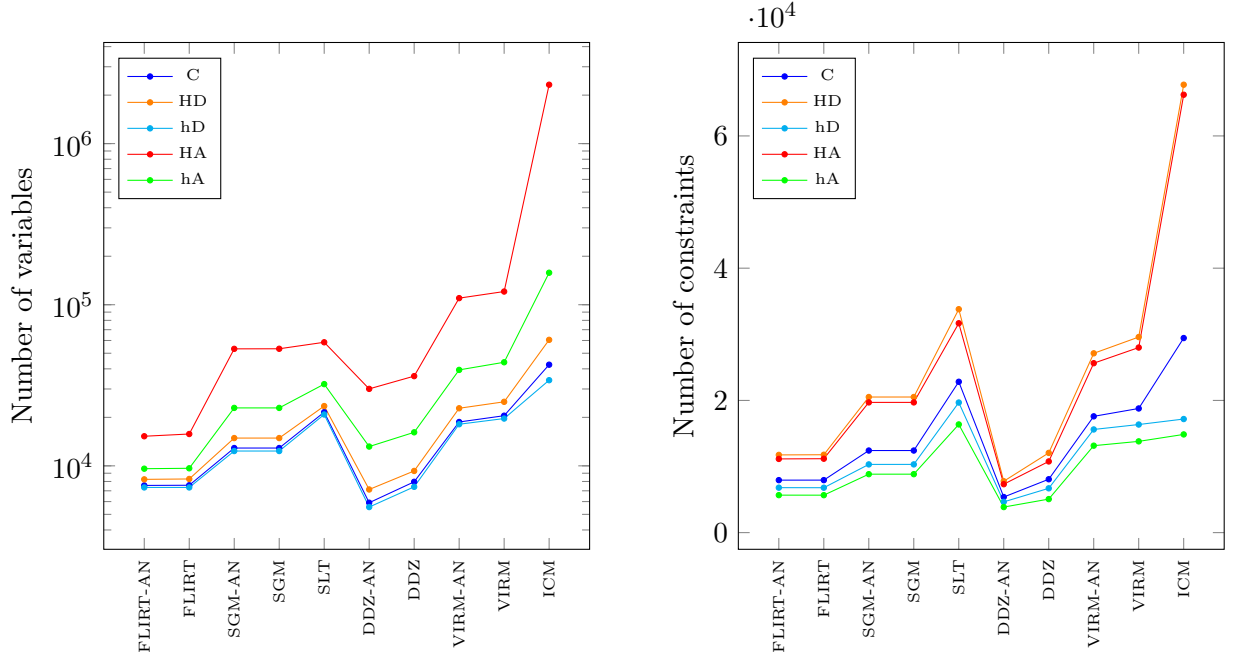 Number of variables
10^6
10^5
10^4
C
HD
hD
HA
hA
FLIRT-AN
FLIRT
SGM-AN
SGM
SLT
DDZ-AN
DDZ
VIRM-AN
VIRM
ICM
·10^4
Number of constraints
6
4
2
0
C
HD
hD
HA
hA
FLIRT-AN
FLIRT
SGM-AN
SGM
SLT
DDZ-AN
DDZ
VIRM-AN
VIRM
ICM